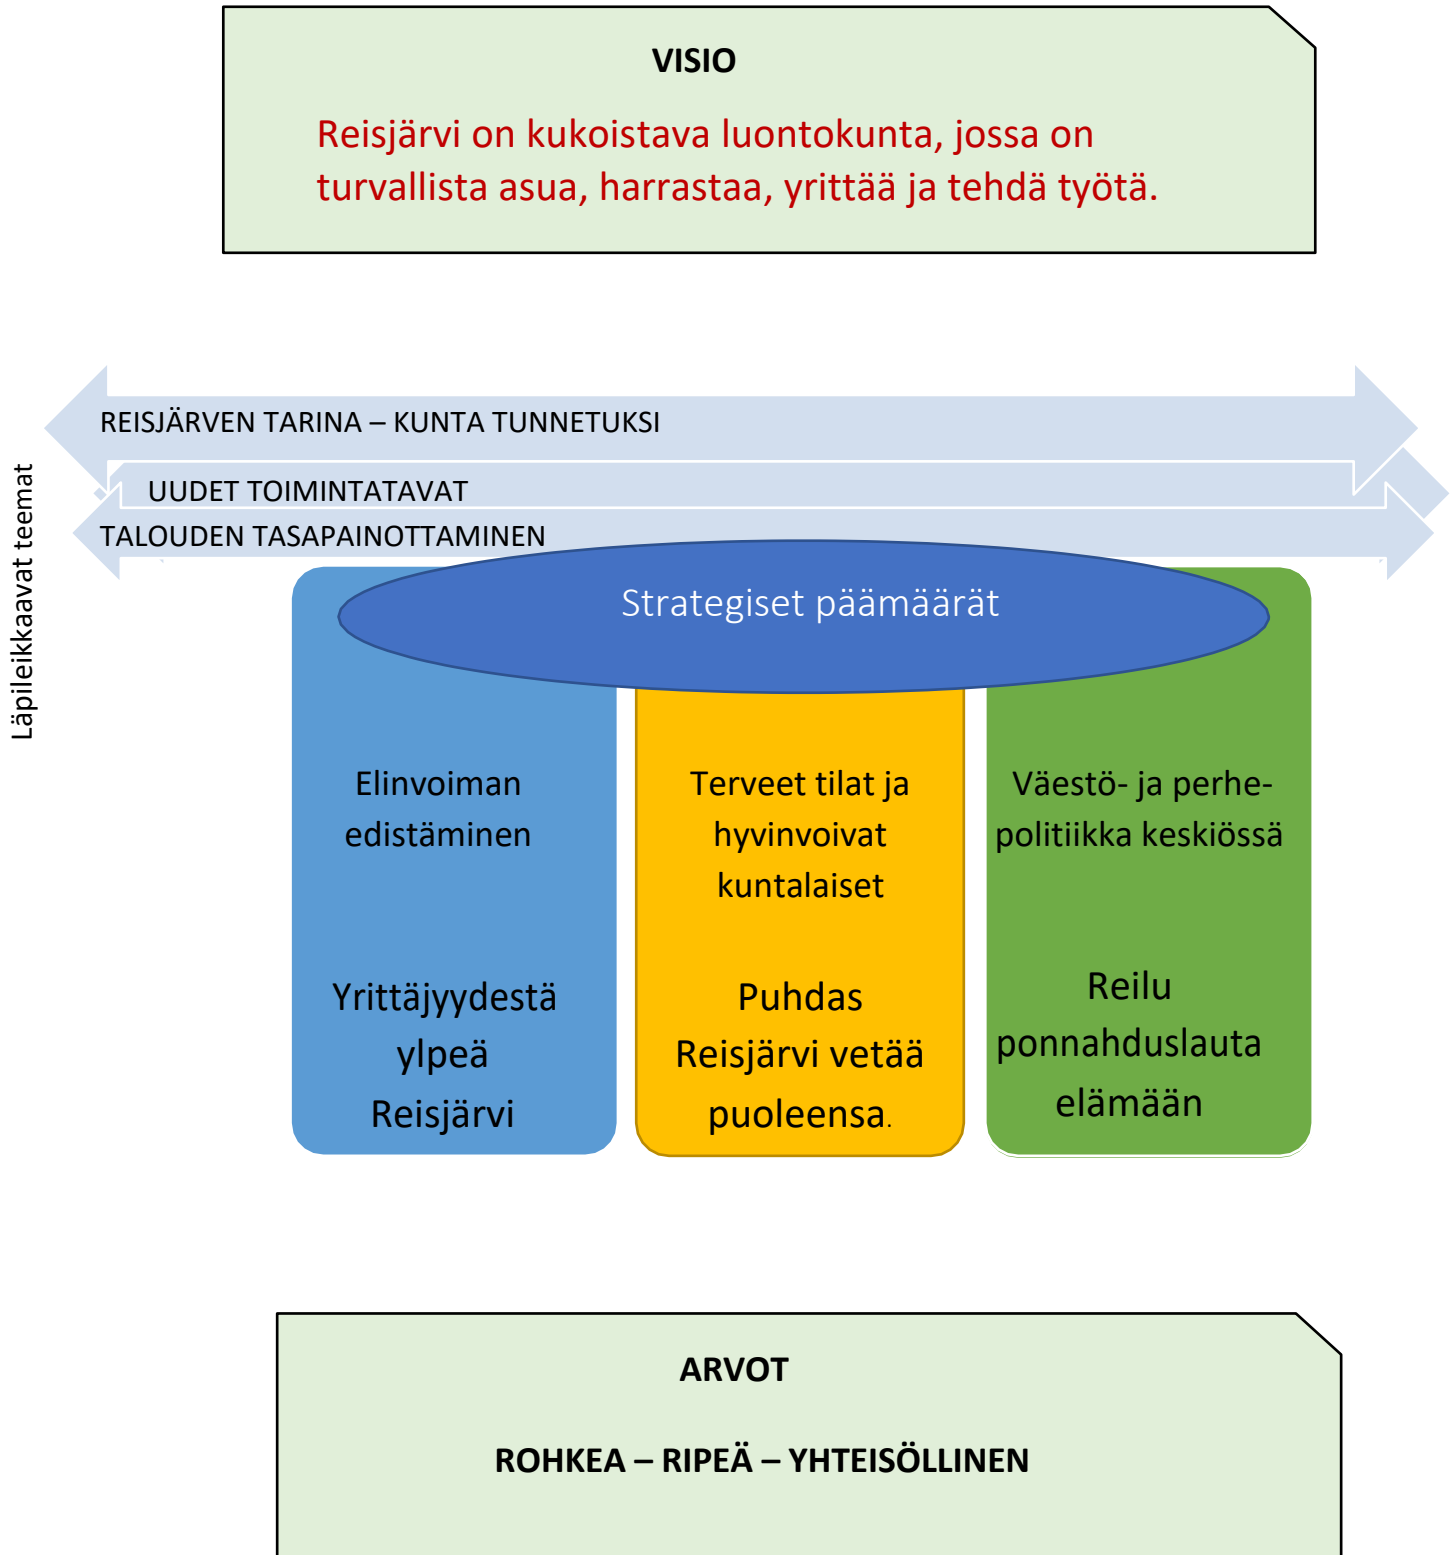 VISIO
Reisjärvi on kukoistava luontokunta, jossa on
turvallista asua, harrastaa, yrittää ja tehdä työtä.
Läpileikkaavat teemat
REISJÄRVEN TARINA – KUNTA TUNNETUKSI
UUDET TOIMINTATAVAT
TALOUDEN TASAPAINOTTAMINEN
Strategiset päämäärät
Elinvoiman
edistäminen
Yrittäjyydestä
ylpeä
Reisjärvi
Terveet tilat ja
hyvinvoivat
kuntalaiset
Puhdas
Reisjärvi vetää
puoleensa.
Väestö- ja perhe-
politiikka keskiössä
Reilu
ponnahduslauta
elämään
ARVOT
ROHKEA – RIPEÄ – YHTEISÖLLINEN